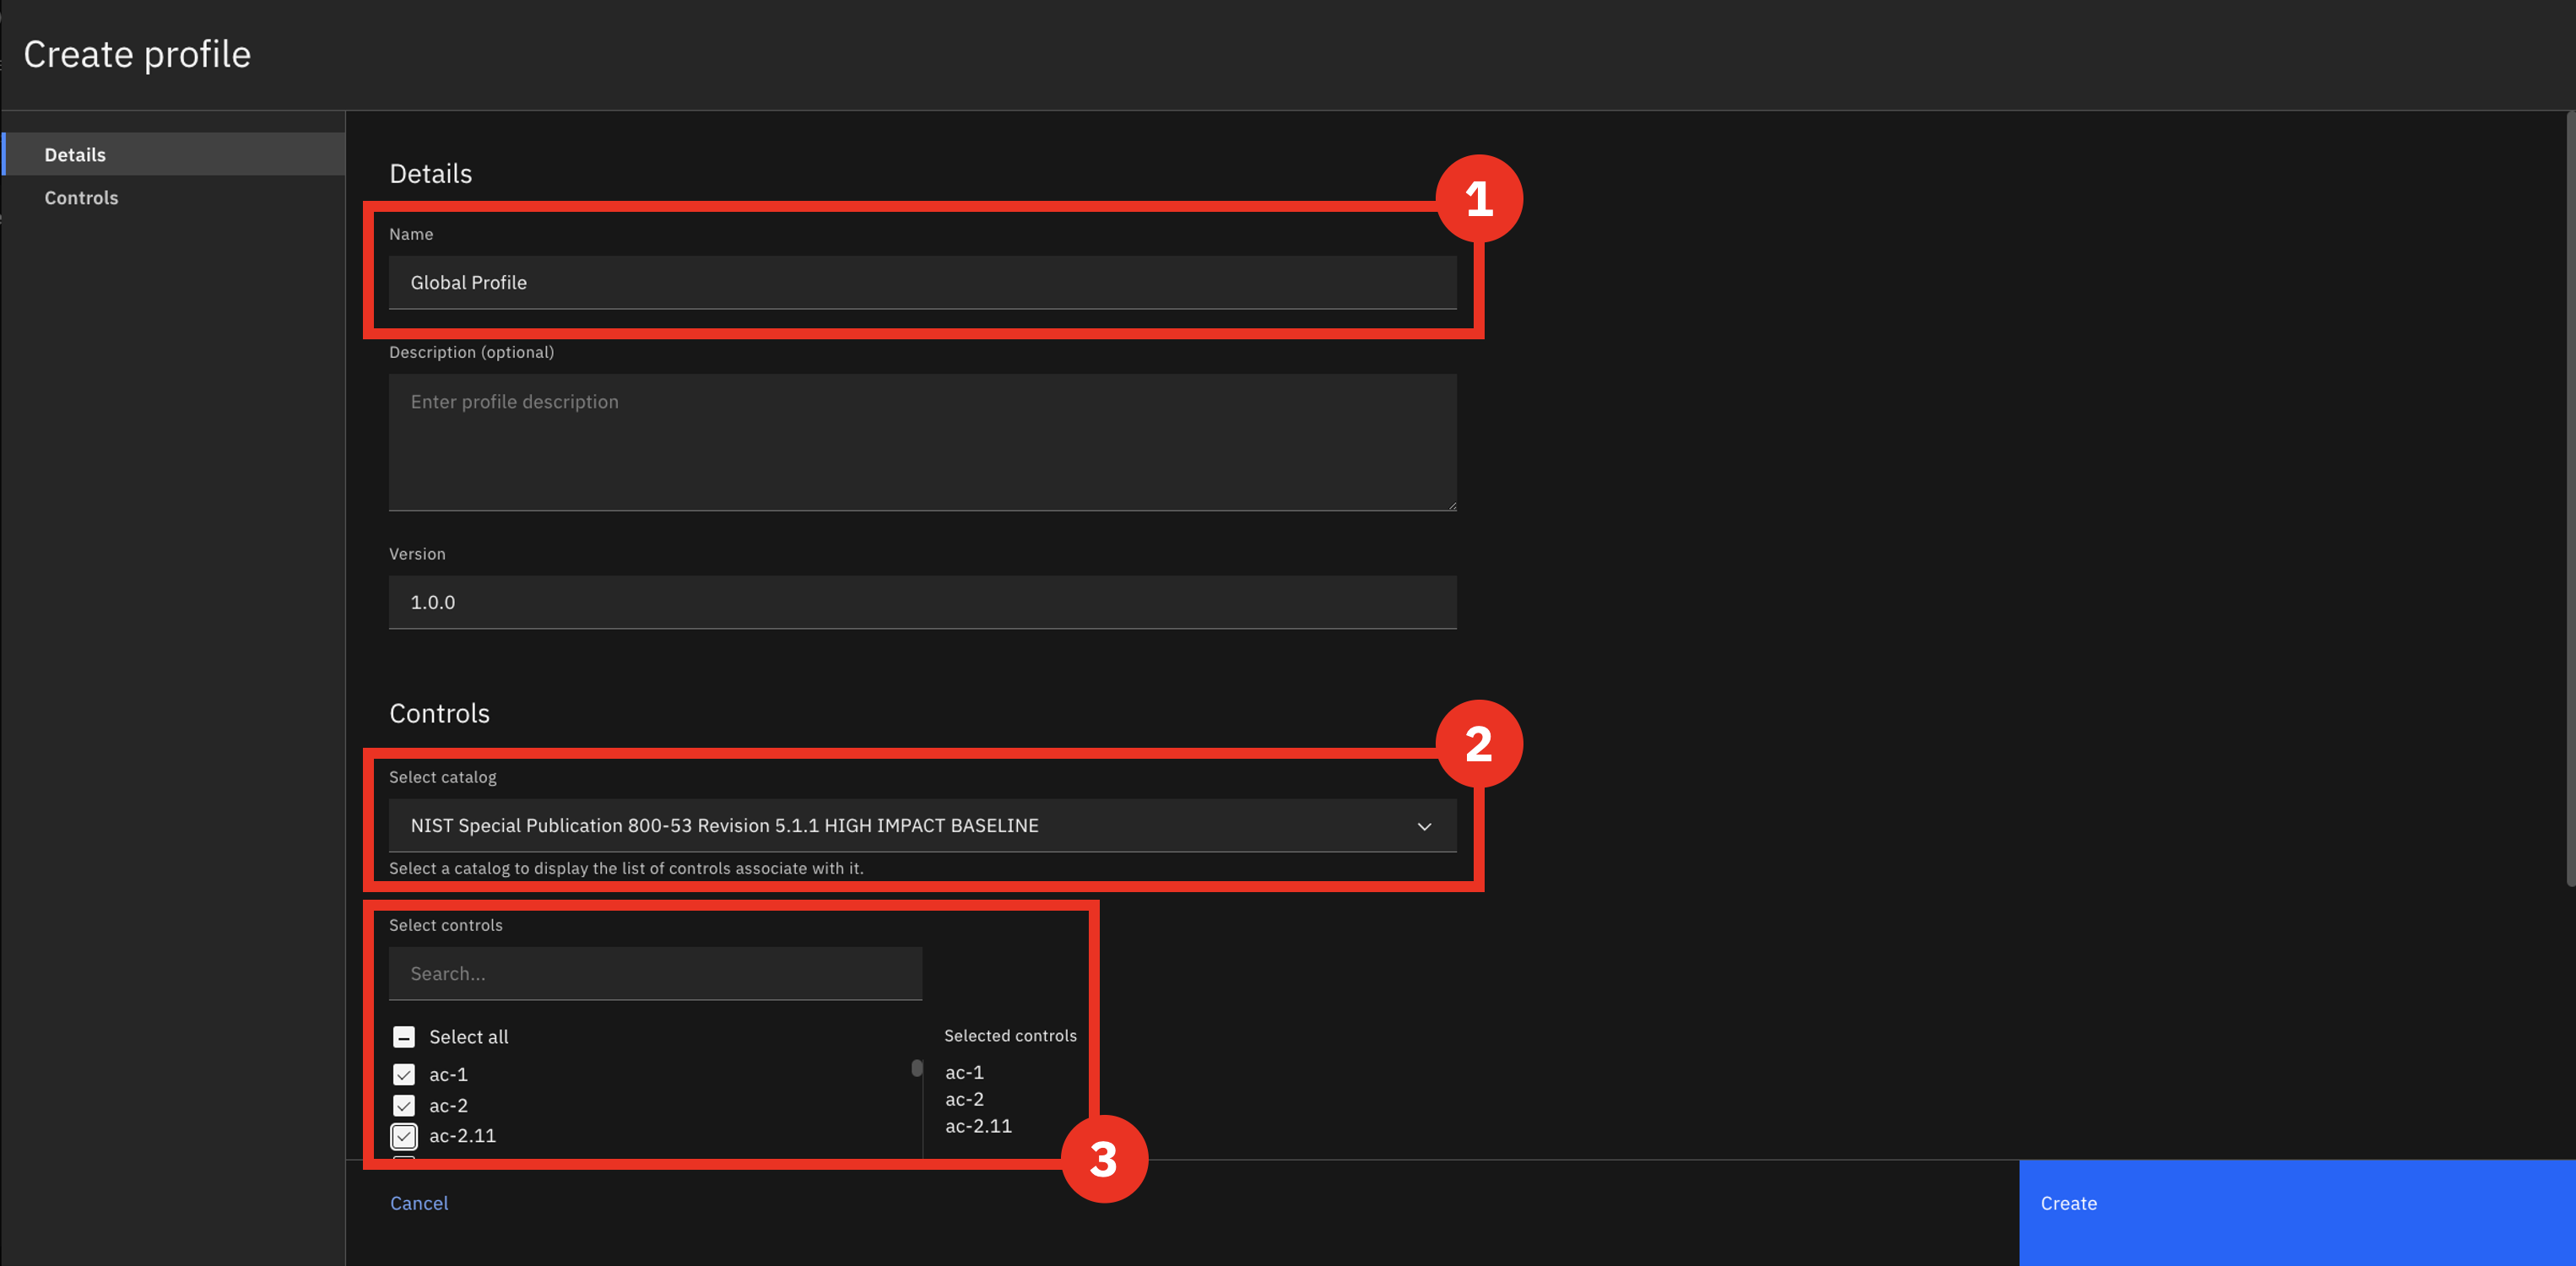 Create profile
Details
Controls
Details
1
Name
Global Profile
Description (optional)
Enter profile description
Version
1.0.0
Controls
2
Select catalog
NIST Special Publication 800-53 Revision 5.1.1 HIGH IMPACT BASELINE
Select a catalog to display the list of controls associate with it.
Select controls
Search...
Select all
ac-1
ac-2
ac-2.11
Selected controls
ac-1
ac-2
ac-2.11
3
Cancel
Create